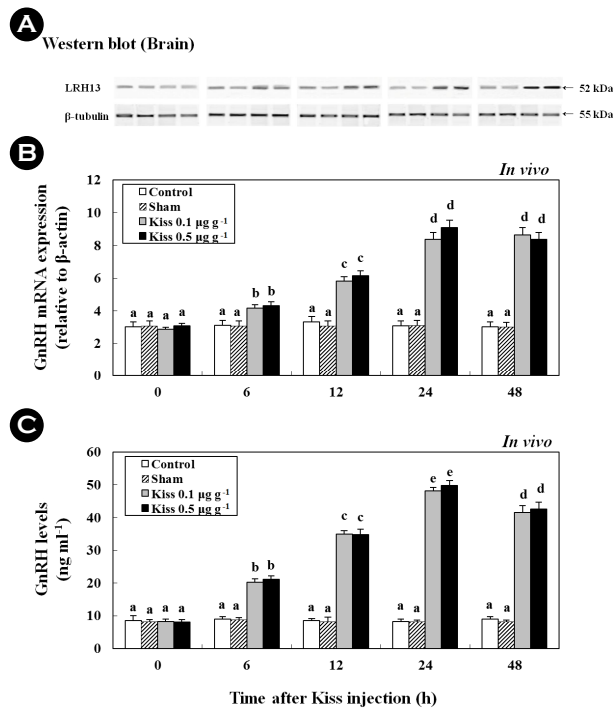 A
Western blot (Brain)
LRH13
← 52 kDa
β-tubulin
← 55 kDa
B
In vivo
GnRH mRNA expression
(relative to β-actin)
12
10
8
6
4
2
0
Control
Sham
Kiss 0.1 µg g⁻¹
Kiss 0.5 µg g⁻¹
a a a a
a a b b
a a c c
a a d d
a a d d
0 6 12 24 48
C
In vivo
GnRH levels
(ng ml⁻¹)
60
50
40
30
20
10
0
Control
Sham
Kiss 0.1 µg g⁻¹
Kiss 0.5 µg g⁻¹
a a a a
a a b b
a a c c
a a e e
a a d d
0 6 12 24 48
Time after Kiss injection (h)